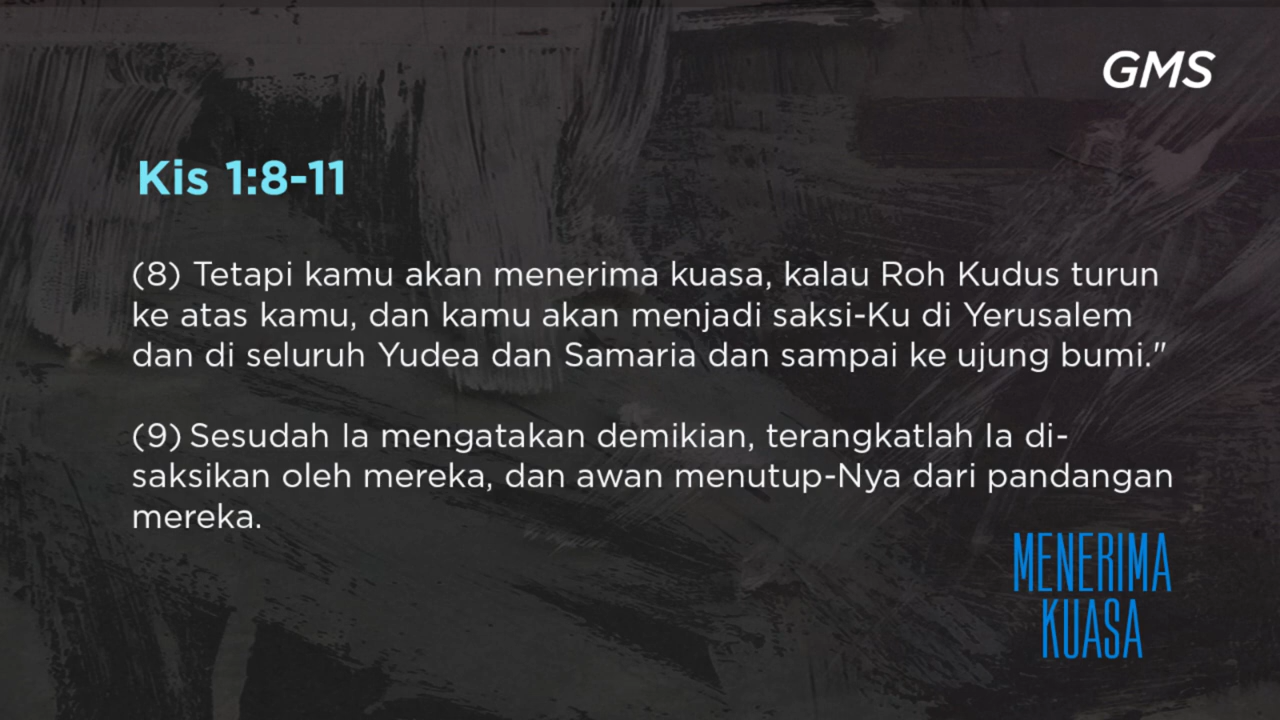 GMS
Kis 1:8-11
(8) Tetapi kamu akan menerima kuasa, kalau Roh Kudus turun
ke atas kamu, dan kamu akan menjadi saksi-Ku di Yerusalem
dan di seluruh Yudea dan Samaria dan sampai ke ujung bumi."
(9) Sesudah Ia mengatakan demikian, terangkatlah Ia di-
saksikan oleh mereka, dan awan menutup-Nya dari pandangan
mereka.
MENERIMA
KUASA